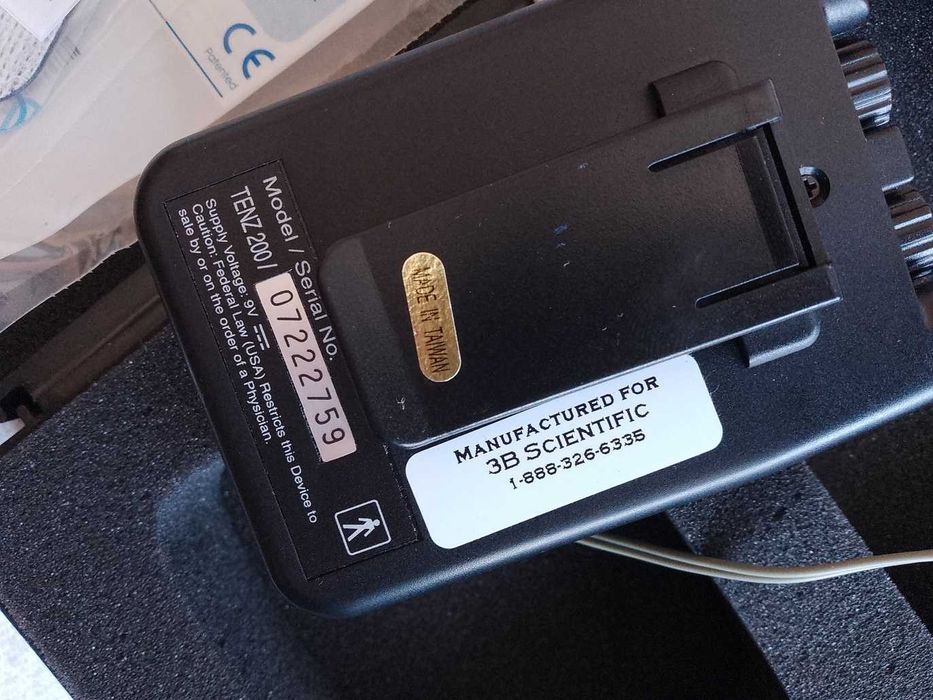 CE
Patented
Model / Serial No.
TENZ 200 /
07222759
Supply Voltage: 9V
Caution: Federal Law (USA) Restricts this Device to
sale by or on the order of a Physician.
MADE IN TAIWAN
MANUFACTURED FOR
3B SCIENTIFIC
1-888-326-6335